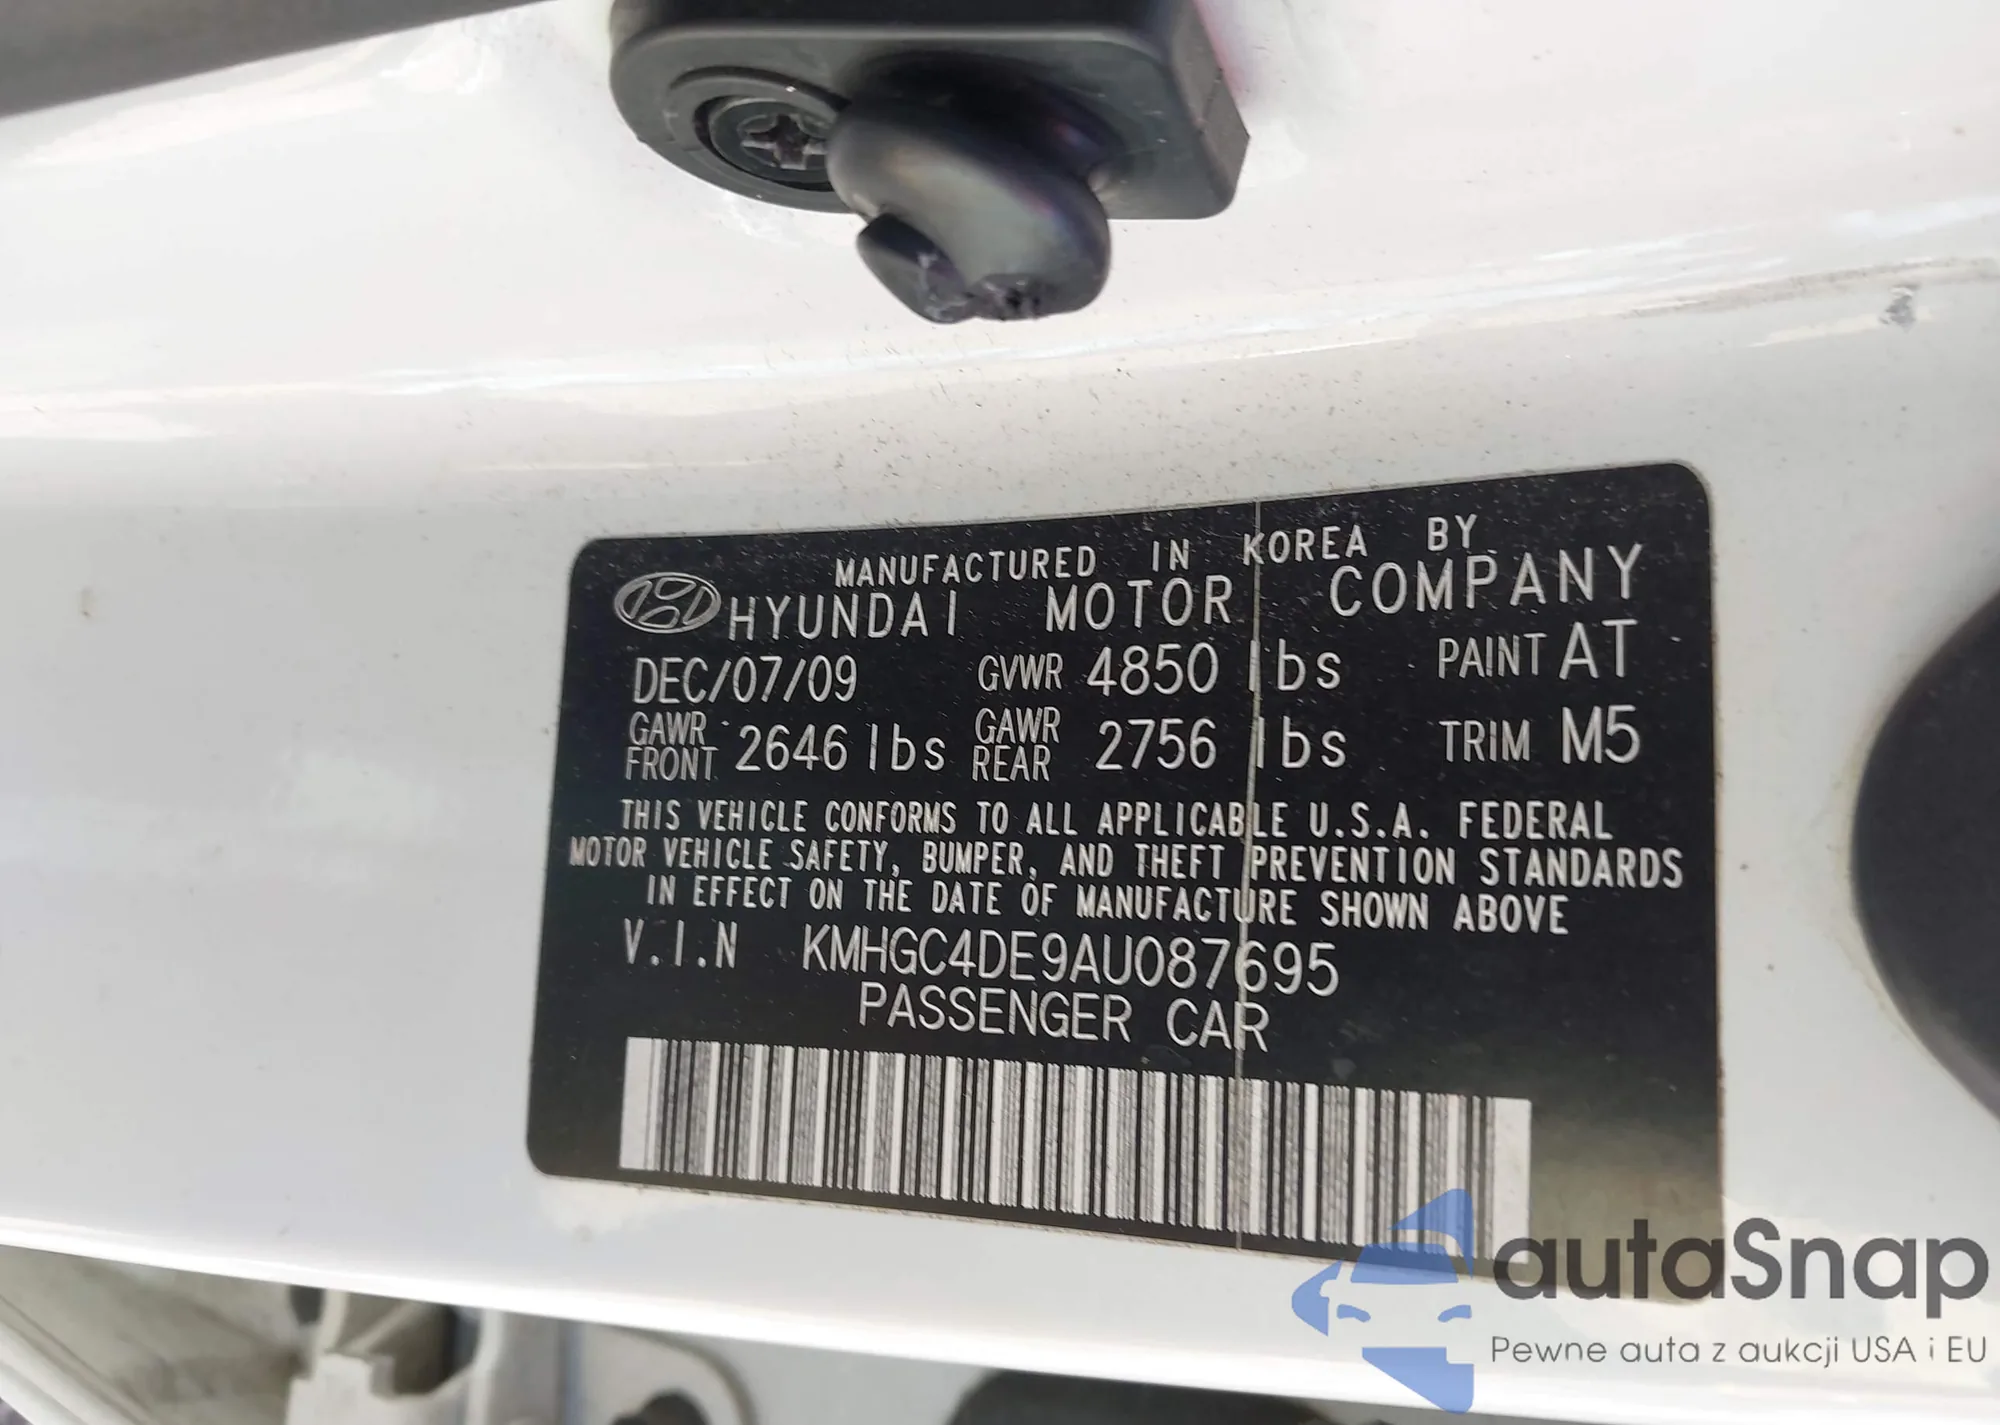 MANUFACTURED IN KOREA BY
HYUNDAI MOTOR COMPANY
DEC/07/09 GVWR 4850 lbs PAINT AT
GAWR FRONT 2646 lbs GAWR REAR 2756 lbs TRIM M5
THIS VEHICLE CONFORMS TO ALL APPLICABLE U.S.A. FEDERAL
MOTOR VEHICLE SAFETY, BUMPER, AND THEFT PREVENTION STANDARDS
IN EFFECT ON THE DATE OF MANUFACTURE SHOWN ABOVE
V.I.N KMHGC4DE9AU087695
PASSENGER CAR
autaSnap
Pewne auta z aukcji USA i EU